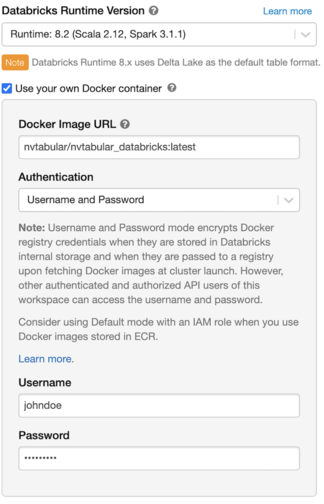 Databricks Runtime Version ? Learn more
Runtime: 8.2 (Scala 2.12, Spark 3.1.1)
Note Databricks Runtime 8.x uses Delta Lake as the default table format.
Use your own Docker container ?
Docker Image URL ?
nvtabular/nvtabular_databricks:latest
Authentication
Username and Password
Note: Username and Password mode encrypts Docker
registry credentials when they are stored in Databricks
internal storage and when they are passed to a registry
upon fetching Docker images at cluster launch. However,
other authenticated and authorized API users of this
workspace can access the username and password.
Consider using Default mode with an IAM role when you use
Docker images stored in ECR.
Learn more.
Username
johndoe
Password
•••••••••